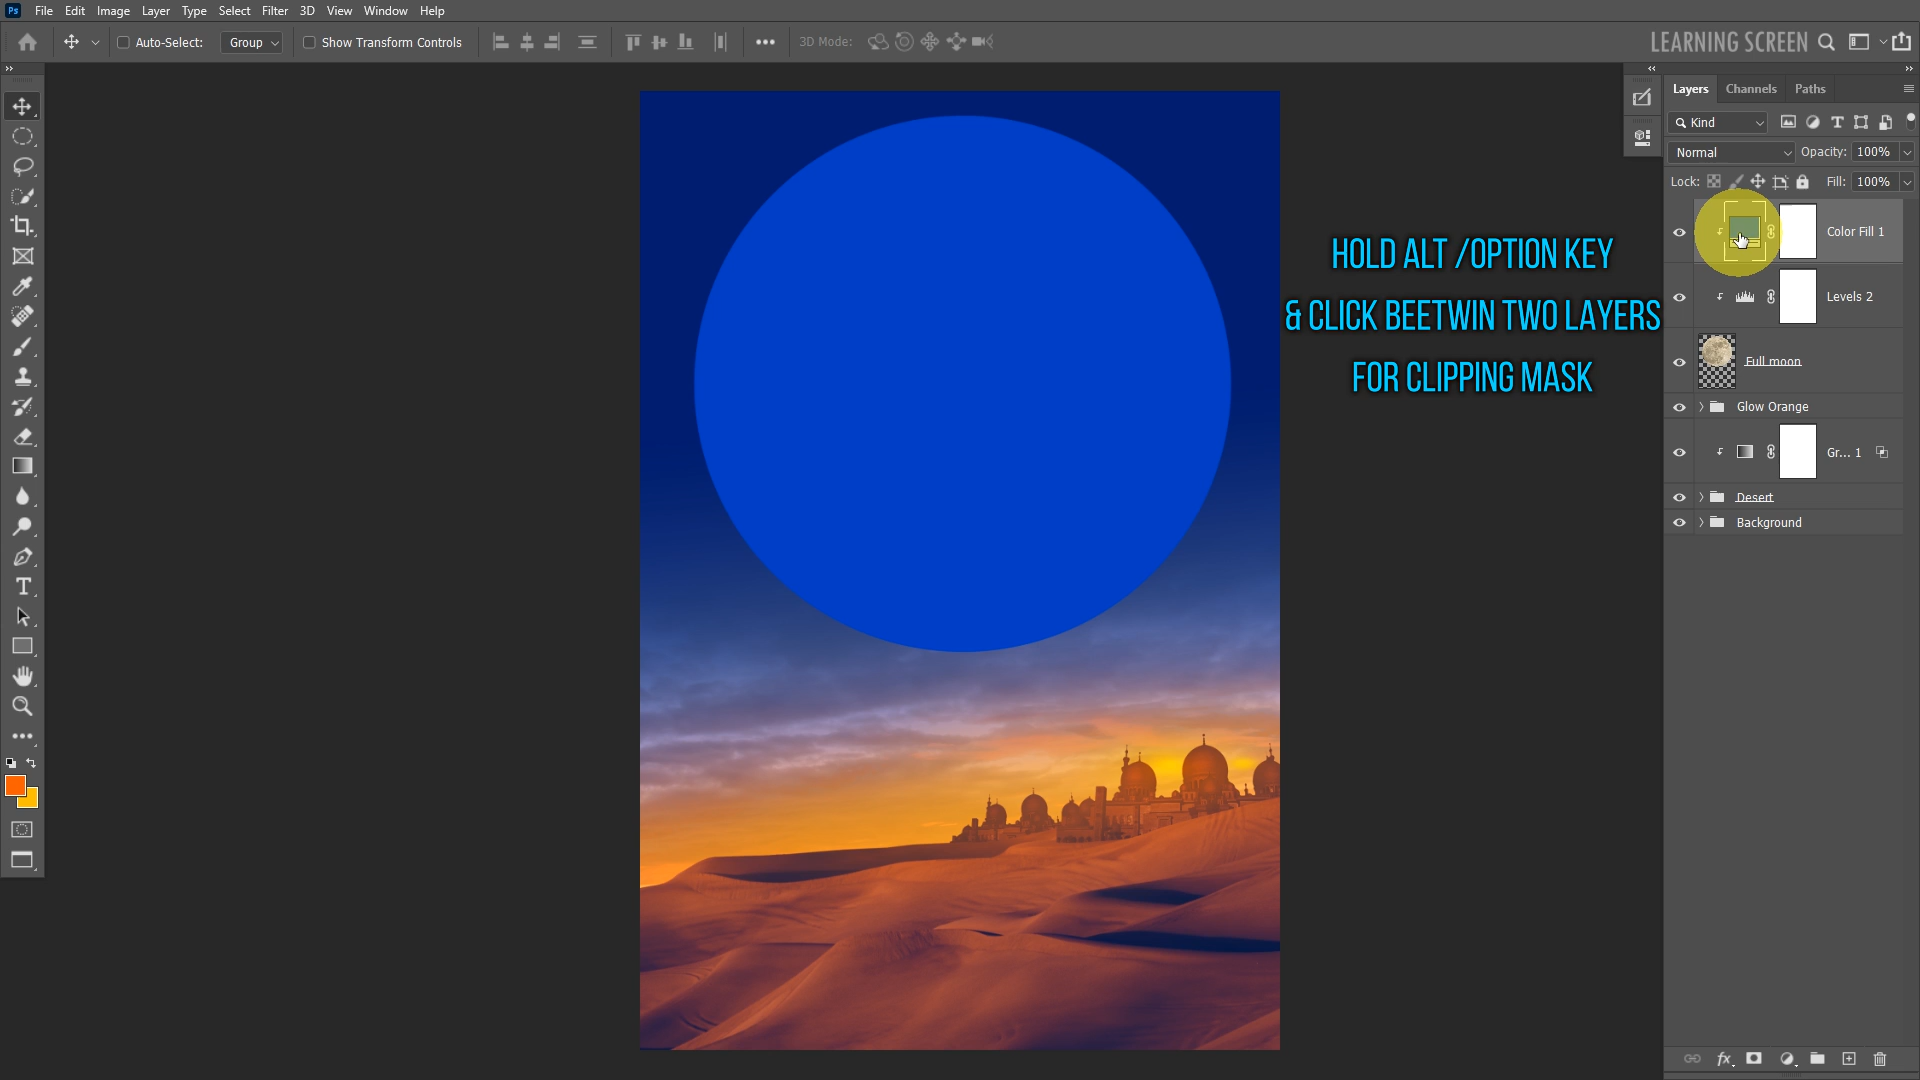 Ps File Edit Image Layer Type Select Filter 3D View Window Help
Auto-Select: Group Show Transform Controls 3D Mode: LEARNING SCREEN
Layers Channels Paths
Kind
Normal Opacity: 100%
Lock: Fill: 100%
Color Fill 1
HOLD ALT /OPTION KEY
& CLICK BEETWIN TWO LAYERS
FOR CLIPPING MASK
Levels 2
Full moon
Glow Orange
Gr... 1
Desert
Background
fx